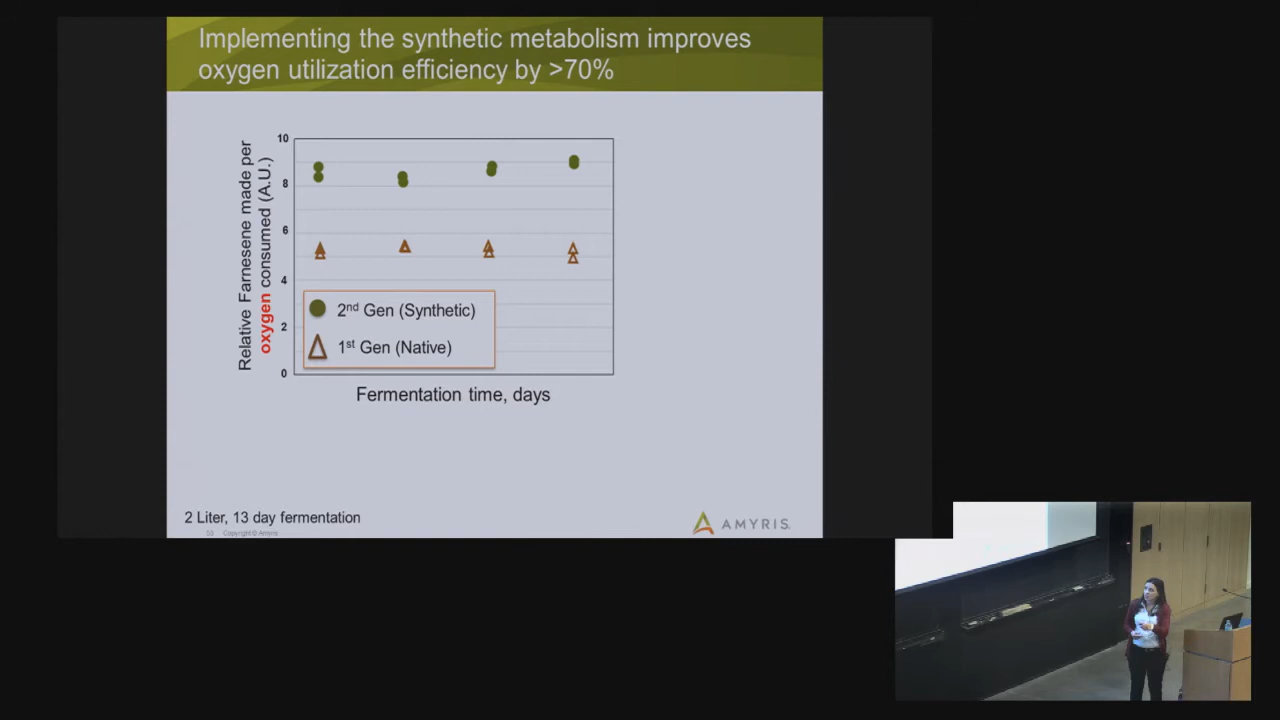 Implementing the synthetic metabolism improves
oxygen utilization efficiency by >70%
Relative Farnesene made per
oxygen consumed (A.U.)
10
8
6
4
2
0
2nd Gen (Synthetic)
1st Gen (Native)
Fermentation time, days
2 Liter, 13 day fermentation
53 Copyright © Amyris
AMYRIS